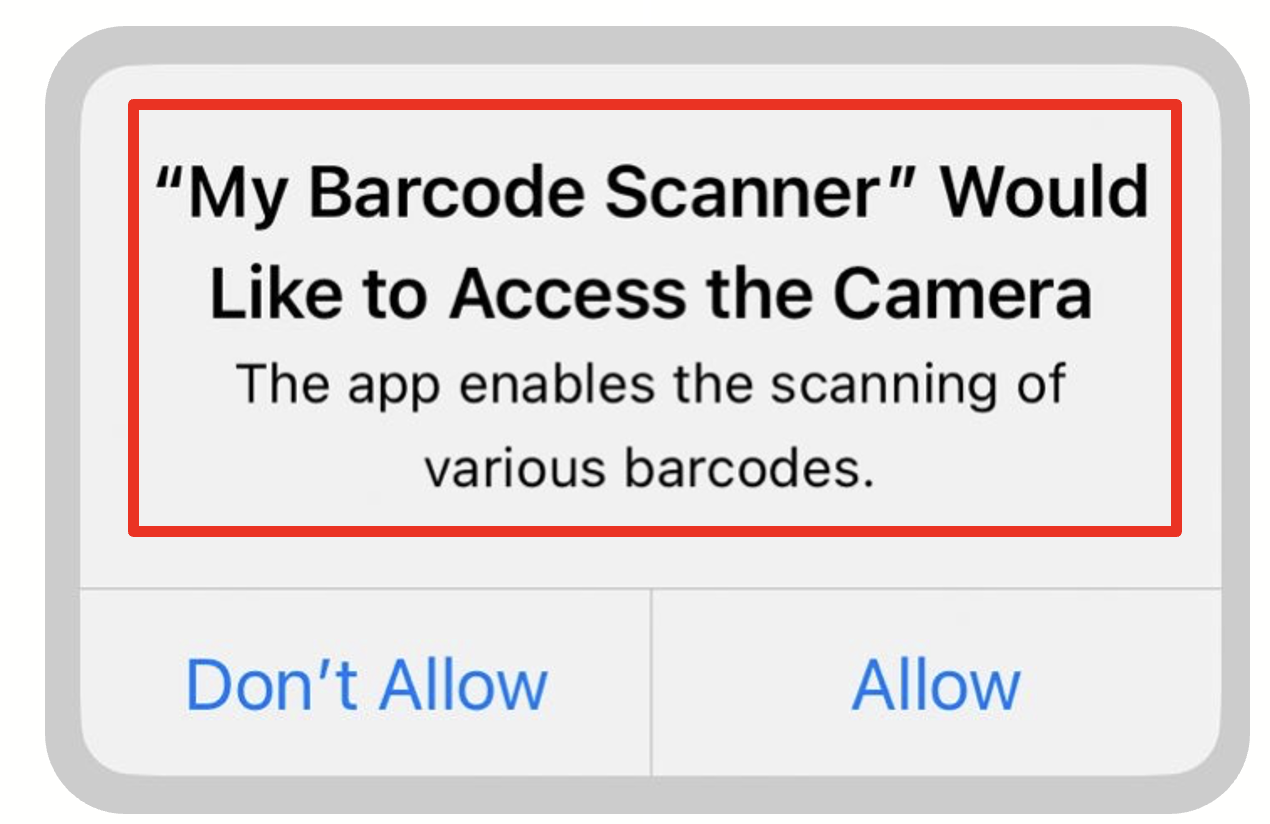 “My Barcode Scanner” Would
Like to Access the Camera
The app enables the scanning of
various barcodes.
Don’t Allow
Allow